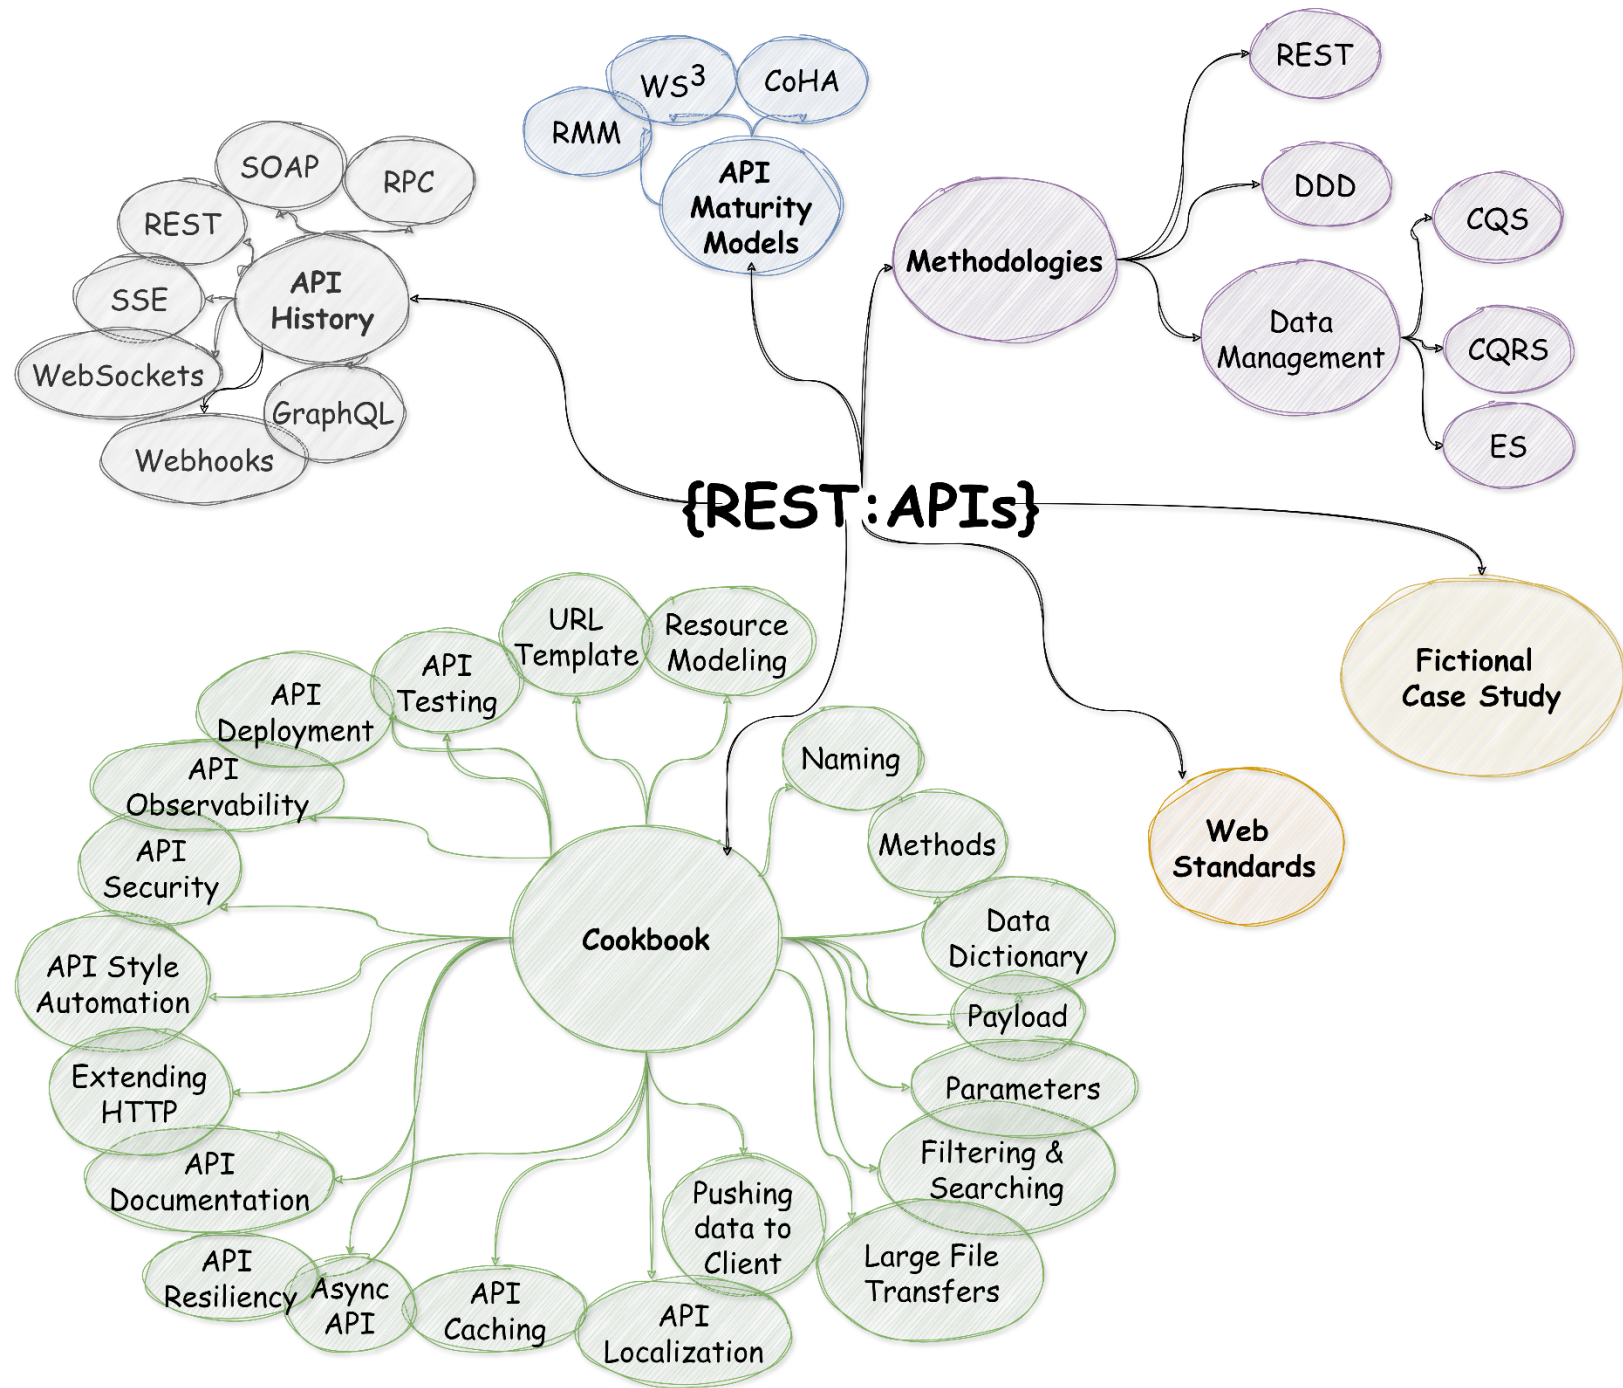 REST
WS³
CoHA
RMM
SOAP
RPC
API
Maturity
Models
DDD
REST
CQS
Methodologies
SSE
API
History
Data
Management
CQRS
WebSockets
GraphQL
Webhooks
ES
{REST:APIs}
URL
Template
Resource
Modeling
API
Testing
API
Deployment
Fictional
Case Study
Naming
API
Observability
Methods
Web
Standards
API
Security
Cookbook
Data
Dictionary
API Style
Automation
Payload
Extending
HTTP
Parameters
API
Documentation
Filtering &
Searching
Pushing
data to
Client
Large File
Transfers
API
Resiliency
Async
API
API
Caching
API
Localization